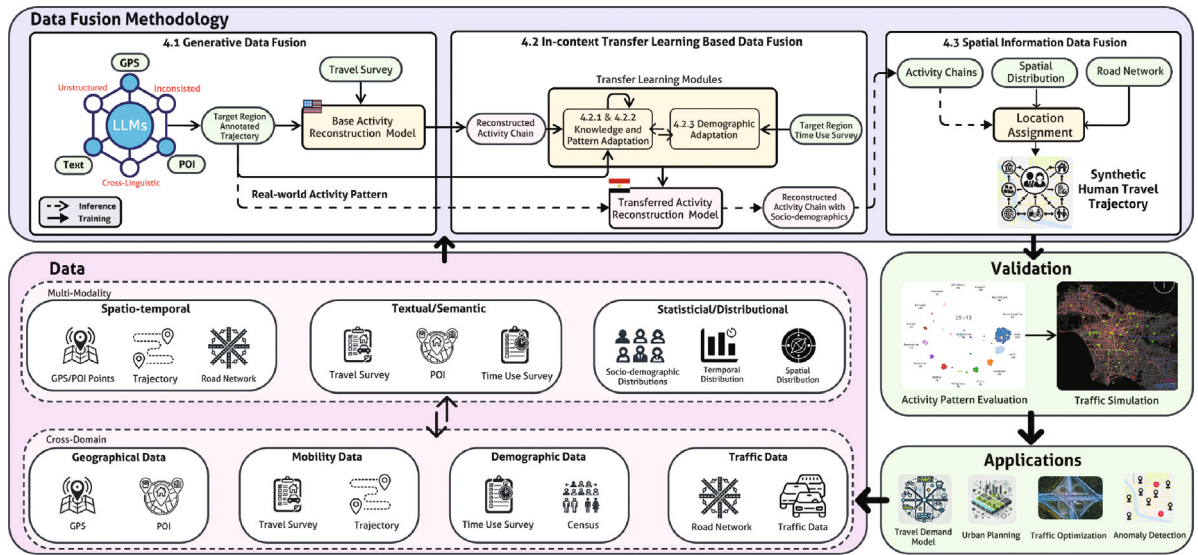 Data Fusion Methodology
4.1 Generative Data Fusion
GPS
Unstructured
Inconsisted
LLMs
Text
POI
Cross-Linguistic
Travel Survey
Target Region
Annotated
Trajectory
Base Activity
Reconstruction Model
Real-world Activity Pattern
Inference
Training
4.2 In-context Transfer Learning Based Data Fusion
Transfer Learning Modules
Reconstructed
Activity Chain
4.2.1 & 4.2.2
Knowledge and
Pattern Adaptation
4.2.3 Demographic
Adaptation
Target Region
Time Use Survey
Transferred Activity
Reconstruction Model
Reconstructed
Activity Chain with
Socio-demographics
4.3 Spatial Information Data Fusion
Activity Chains
Spatial
Distribution
Road Network
Location
Assignment
Synthetic
Human Travel
Trajectory
Data
Multi-Modality
Spatio-temporal
GPS/POI Points
Trajectory
Road Network
Textual/Semantic
Travel Survey
POI
Time Use Survey
Statisticial/Distributional
Socio-demographic
Distributions
Termporal
Distribution
Spatial
Distribution
Cross-Domain
Geographical Data
GPS
POI
Mobility Data
Travel Survey
Trajectory
Demographic Data
Time Use Survey
Census
Traffic Data
Road Network
Traffic Data
Validation
19:43
Activity Pattern Evaluation
Traffic Simulation
Applications
Travel Demand
Model
Urban Planning
Traffic Optimization
Anomaly Detection